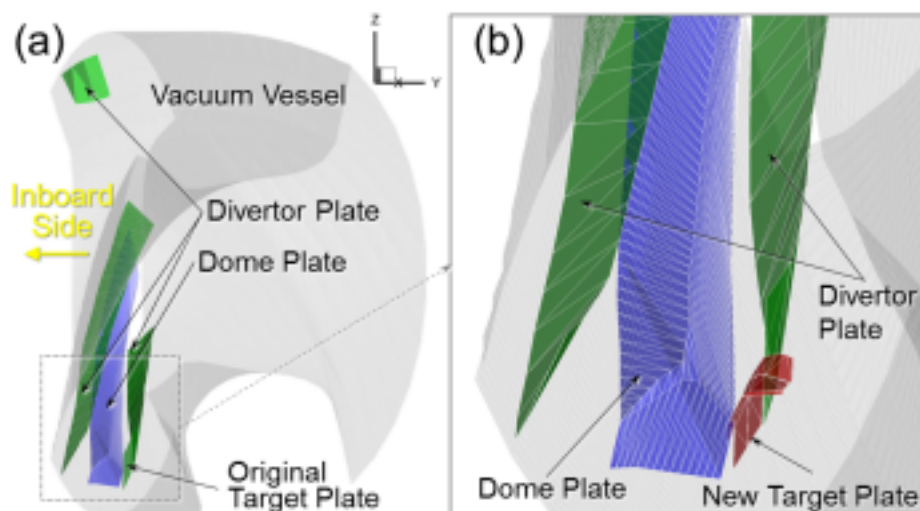 (a)
Z
X
Y
Vacuum Vessel
Inboard
Side
Divertor Plate
Dome Plate
Original
Target Plate
(b)
Divertor
Plate
Dome Plate
New Target Plate